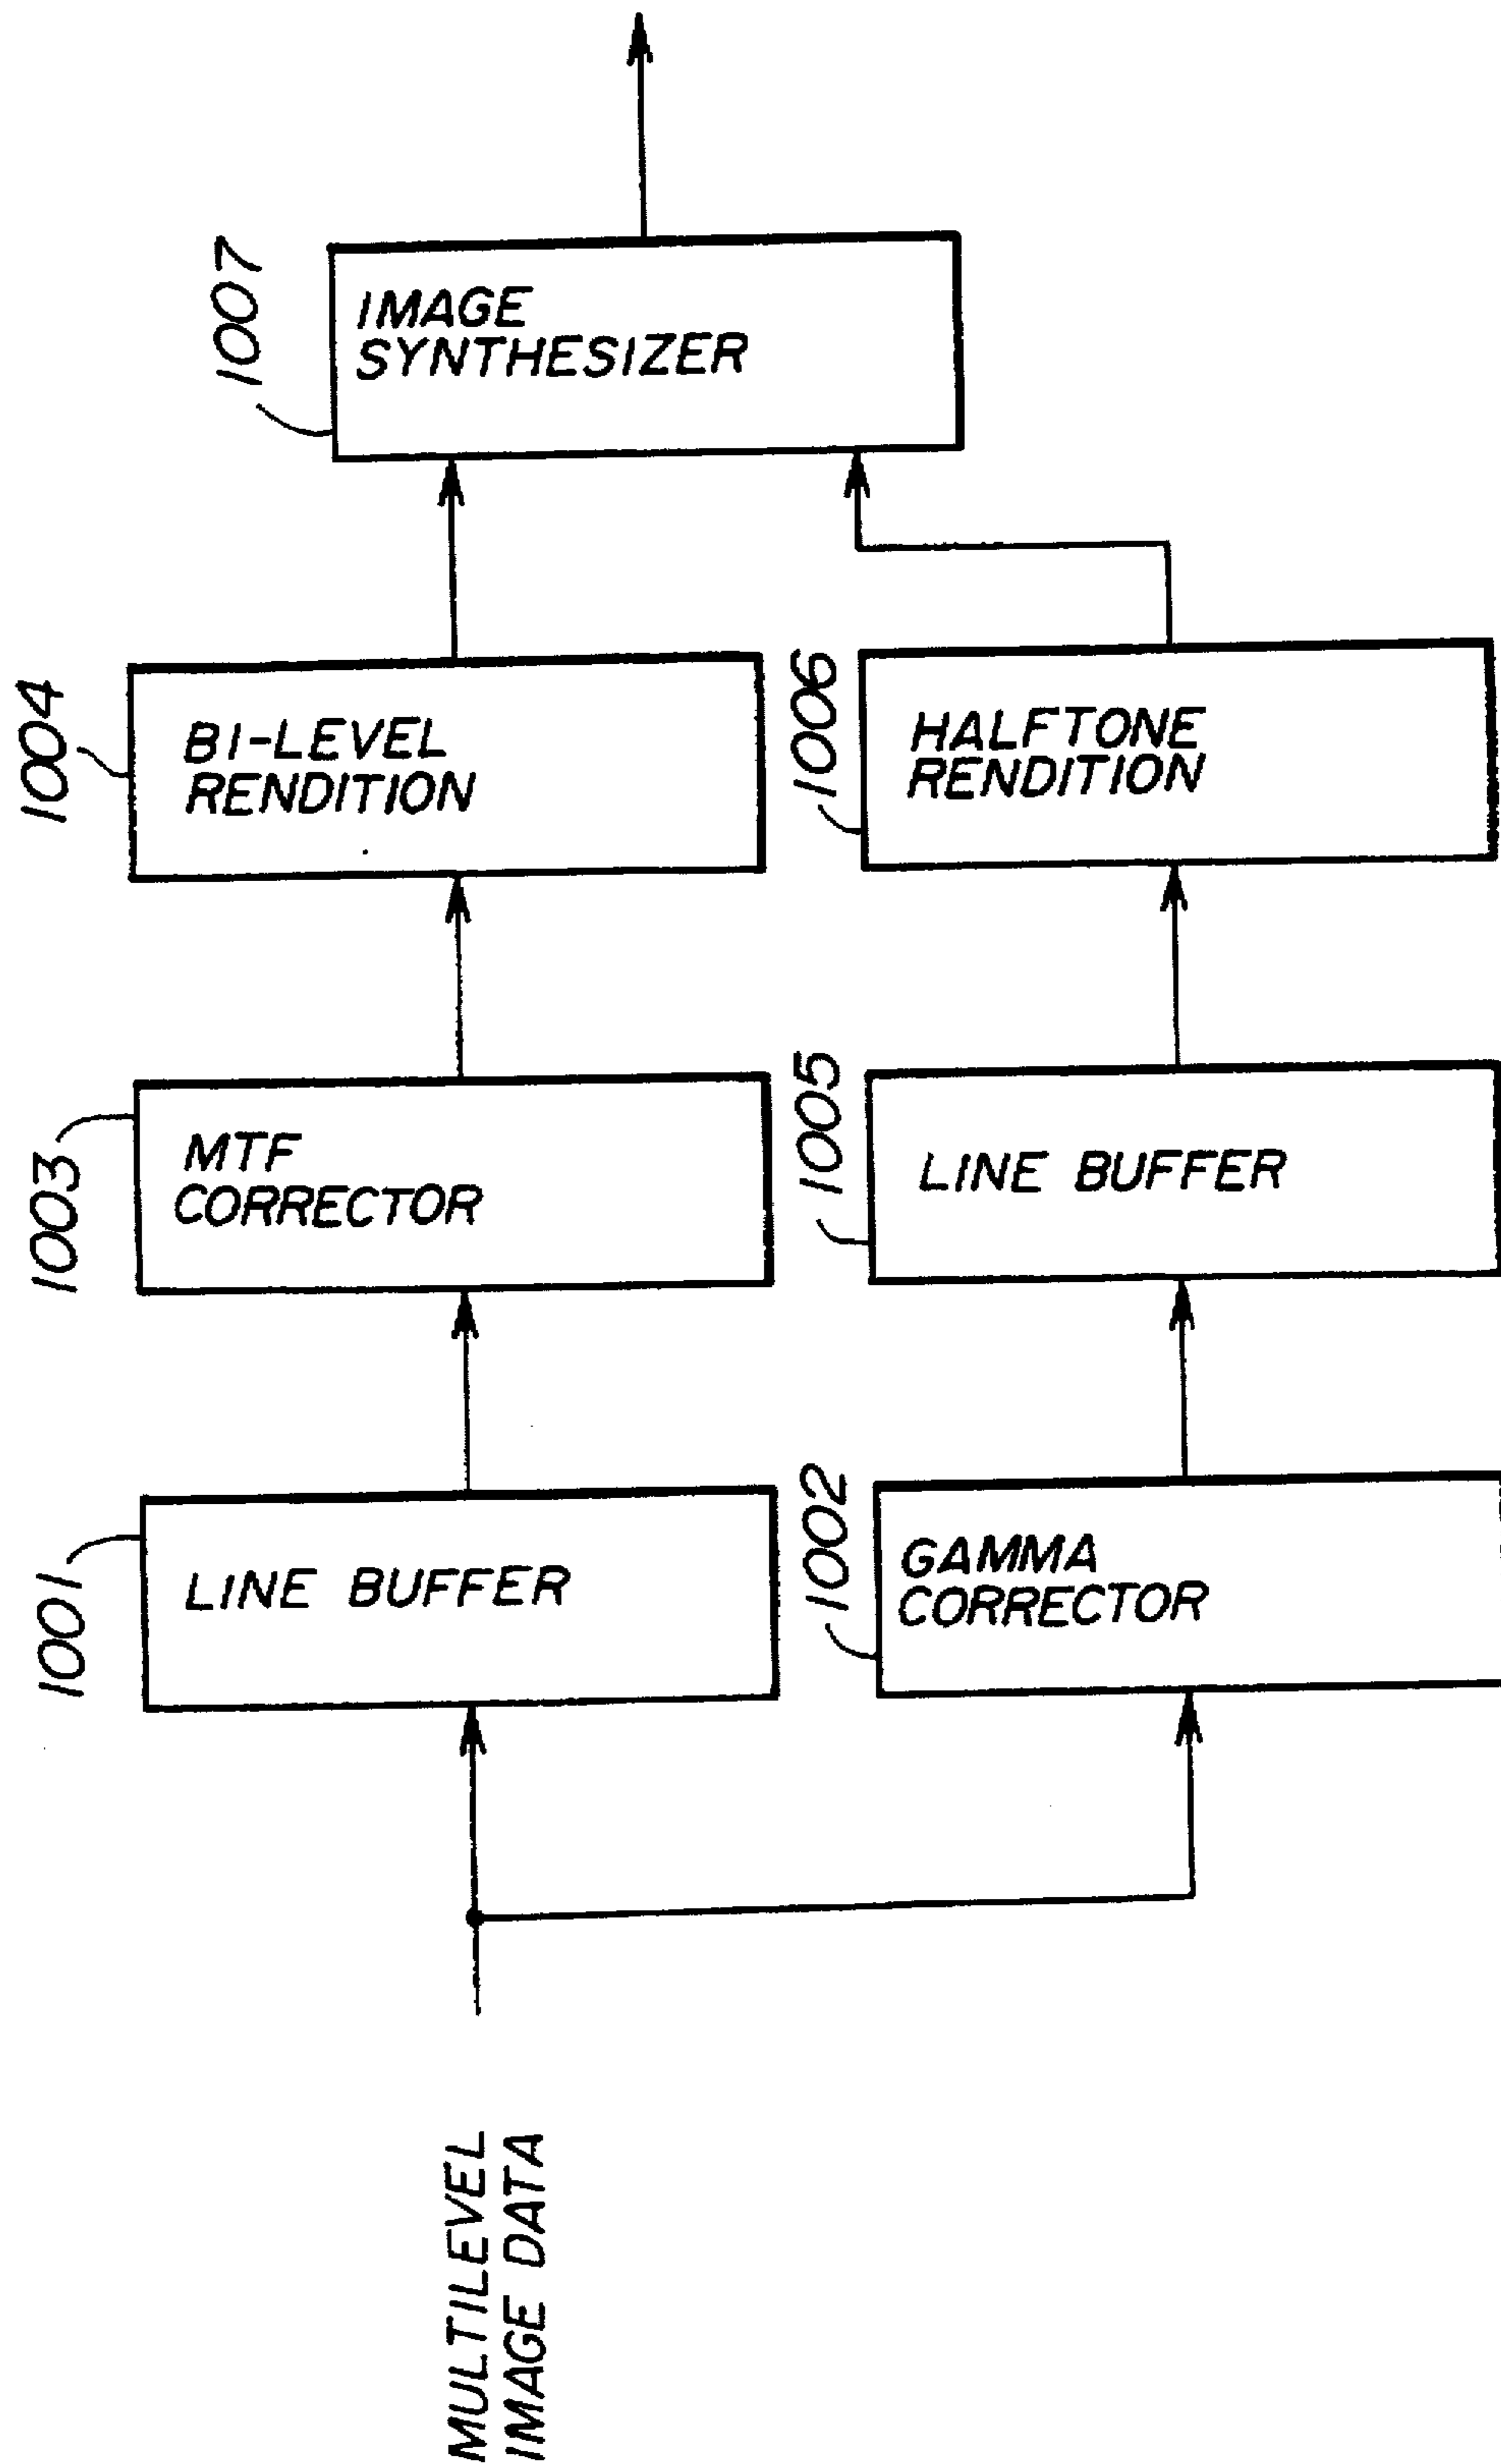 MULTILEVEL
IMAGE DATA
1001
LINE BUFFER
1003
MTF
CORRECTOR
1004
BI-LEVEL
RENDITION
1007
IMAGE
SYNTHESIZER
1002
GAMMA
CORRECTOR
1005
LINE BUFFER
1006
HALFTONE
RENDITION